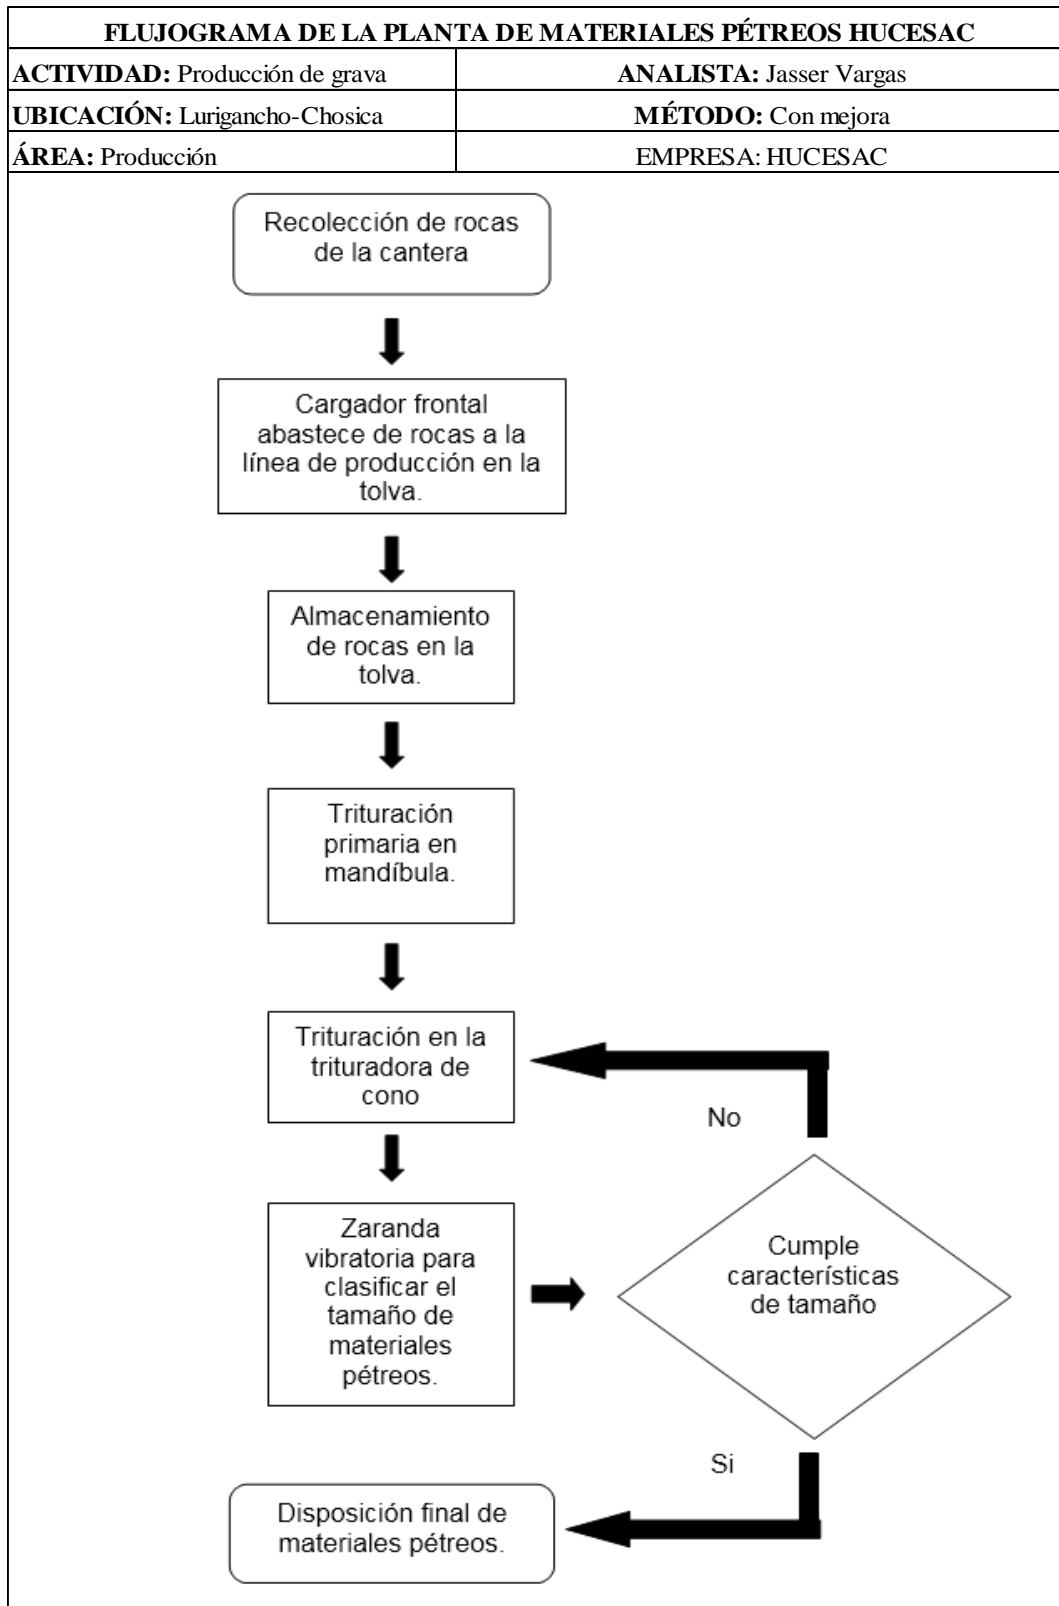 FLUJOGRAMA DE LA PLANTA DE MATERIALES PÉTREOS HUCESAC
ACTIVIDAD: Producción de grava
ANALISTA: Jasser Vargas
UBICACIÓN: Lurigancho-Chosica
MÉTODO: Con mejora
ÁREA: Producción
EMPRESA: HUCESAC
Recolección de rocas
de la cantera
Cargador frontal
abastece de rocas a la
línea de producción en la
tolva.
Almacenamiento
de rocas en la
tolva.
Trituración
primaria en
mandíbula.
Trituración en la
trituradora de
cono
No
Zaranda
vibratoria para
clasificar el
tamaño de
materiales
pétreos.
Cumple
características
de tamaño
Si
Disposición final de
materiales pétreos.